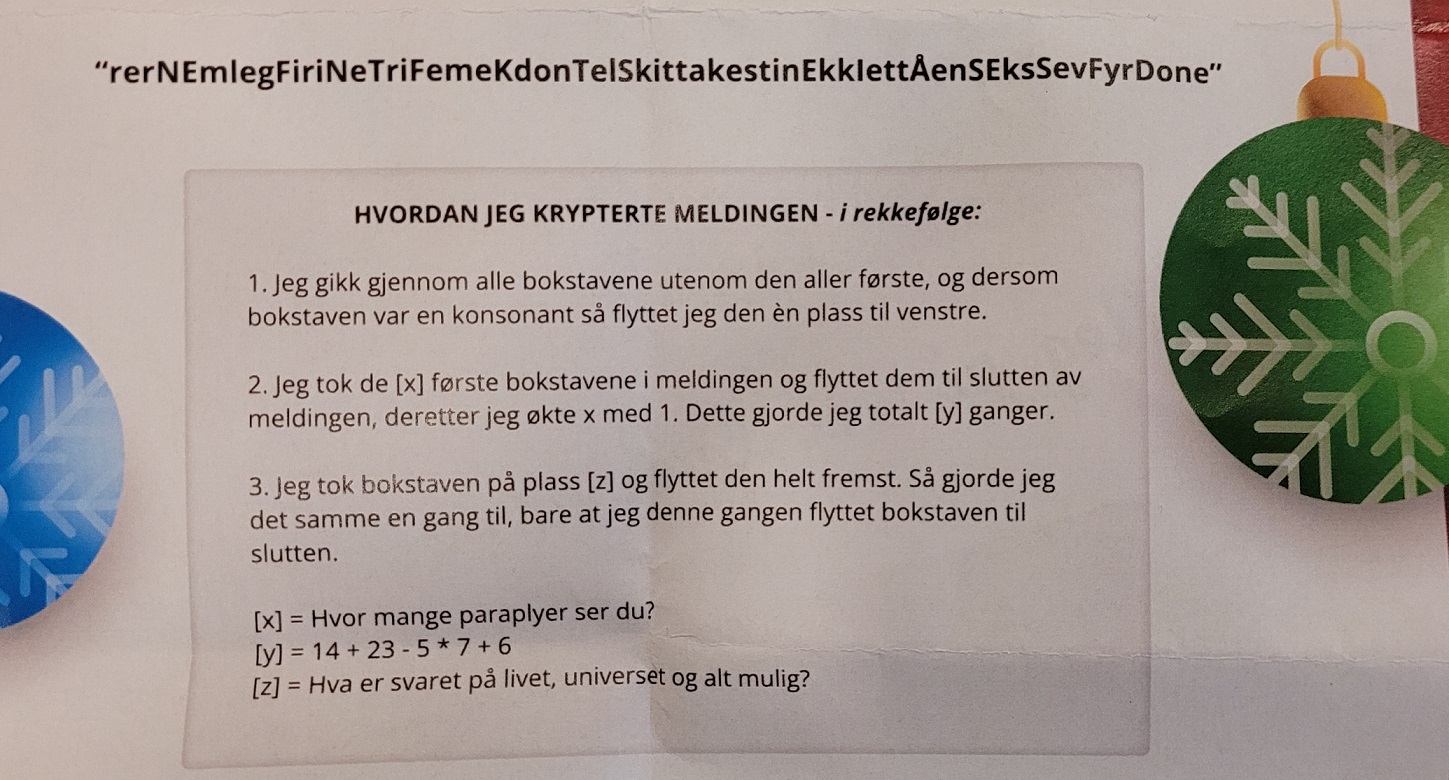 “rerNEmlegFiriNeTriFemeKdonTelSkittakestinEkkIettÅenSEksSevFyrDone”
HVORDAN JEG KRYPTERTE MELDINGEN - i rekkefølge:
1. Jeg gikk gjennom alle bokstavene utenom den aller første, og dersom
bokstaven var en konsonant så flyttet jeg den èn plass til venstre.
2. Jeg tok de [x] første bokstavene i meldingen og flyttet dem til slutten av
meldingen, deretter jeg økte x med 1. Dette gjorde jeg totalt [y] ganger.
3. Jeg tok bokstaven på plass [z] og flyttet den helt fremst. Så gjorde jeg
det samme en gang til, bare at jeg denne gangen flyttet bokstaven til
slutten.
[x] = Hvor mange paraplyer ser du?
[y] = 14 + 23 - 5 * 7 + 6
[z] = Hva er svaret på livet, universet og alt mulig?